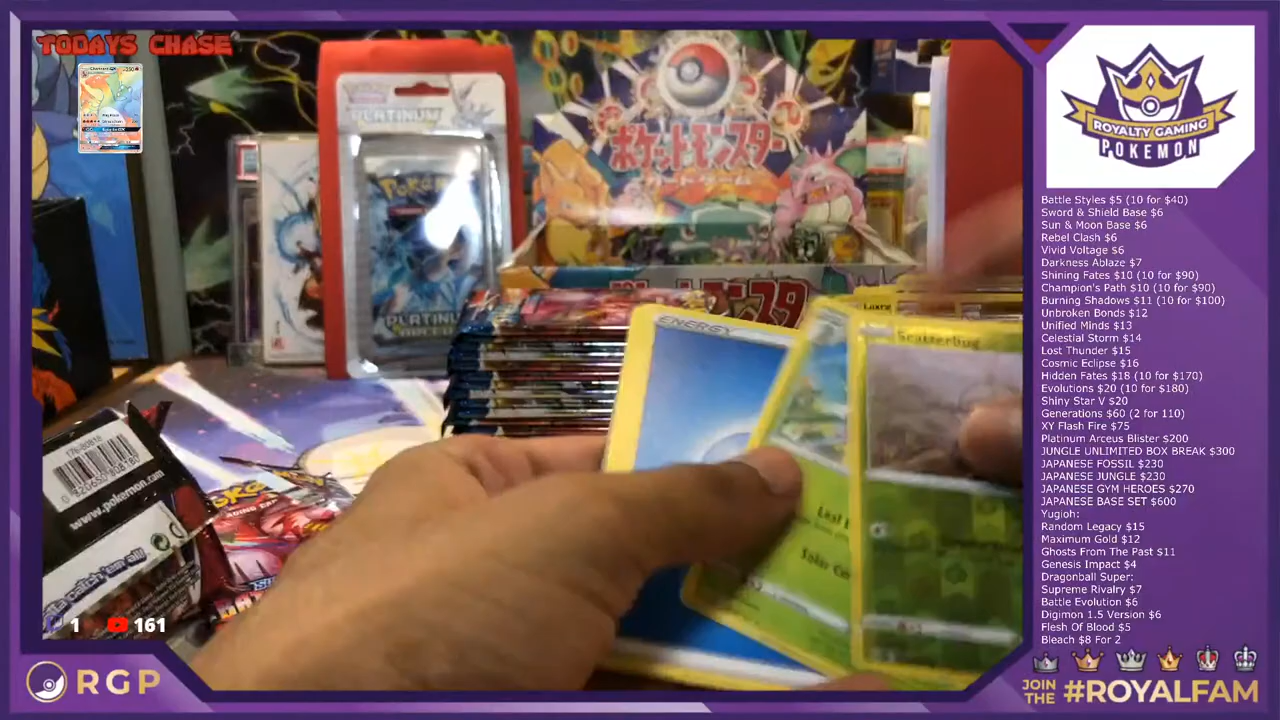 TODAYS CHASE
PLATINUM
PLATINUM
ポケットモンスター
カードゲーム
ENERGY
Scatterbug
www.pokemon.com
1
161
RGP
ROYALTY GAMING
POKEMON
Battle Styles $5 (10 for $40)
Sword & Shield Base $6
Sun & Moon Base $6
Rebel Clash $6
Vivid Voltage $6
Darkness Ablaze $7
Shining Fates $10 (10 for $90)
Champion's Path $10 (10 for $90)
Burning Shadows $11 (10 for $100)
Unbroken Bonds $12
Unified Minds $13
Celestial Storm $14
Lost Thunder $15
Cosmic Eclipse $16
Hidden Fates $18 (10 for $170)
Evolutions $20 (10 for $180)
Shiny Star V $20
Generations $60 (2 for 110)
XY Flash Fire $75
Platinum Arceus Blister $200
JUNGLE UNLIMITED BOX BREAK $300
JAPANESE FOSSIL $230
JAPANESE JUNGLE $230
JAPANESE GYM HEROES $270
JAPANESE BASE SET $600
Yugioh:
Random Legacy $15
Maximum Gold $12
Ghosts From The Past $11
Genesis Impact $4
Dragonball Super:
Supreme Rivalry $7
Battle Evolution $6
Digimon 1.5 Version $6
Flesh Of Blood $5
Bleach $8 For 2
JOIN
THE
#ROYALFAM